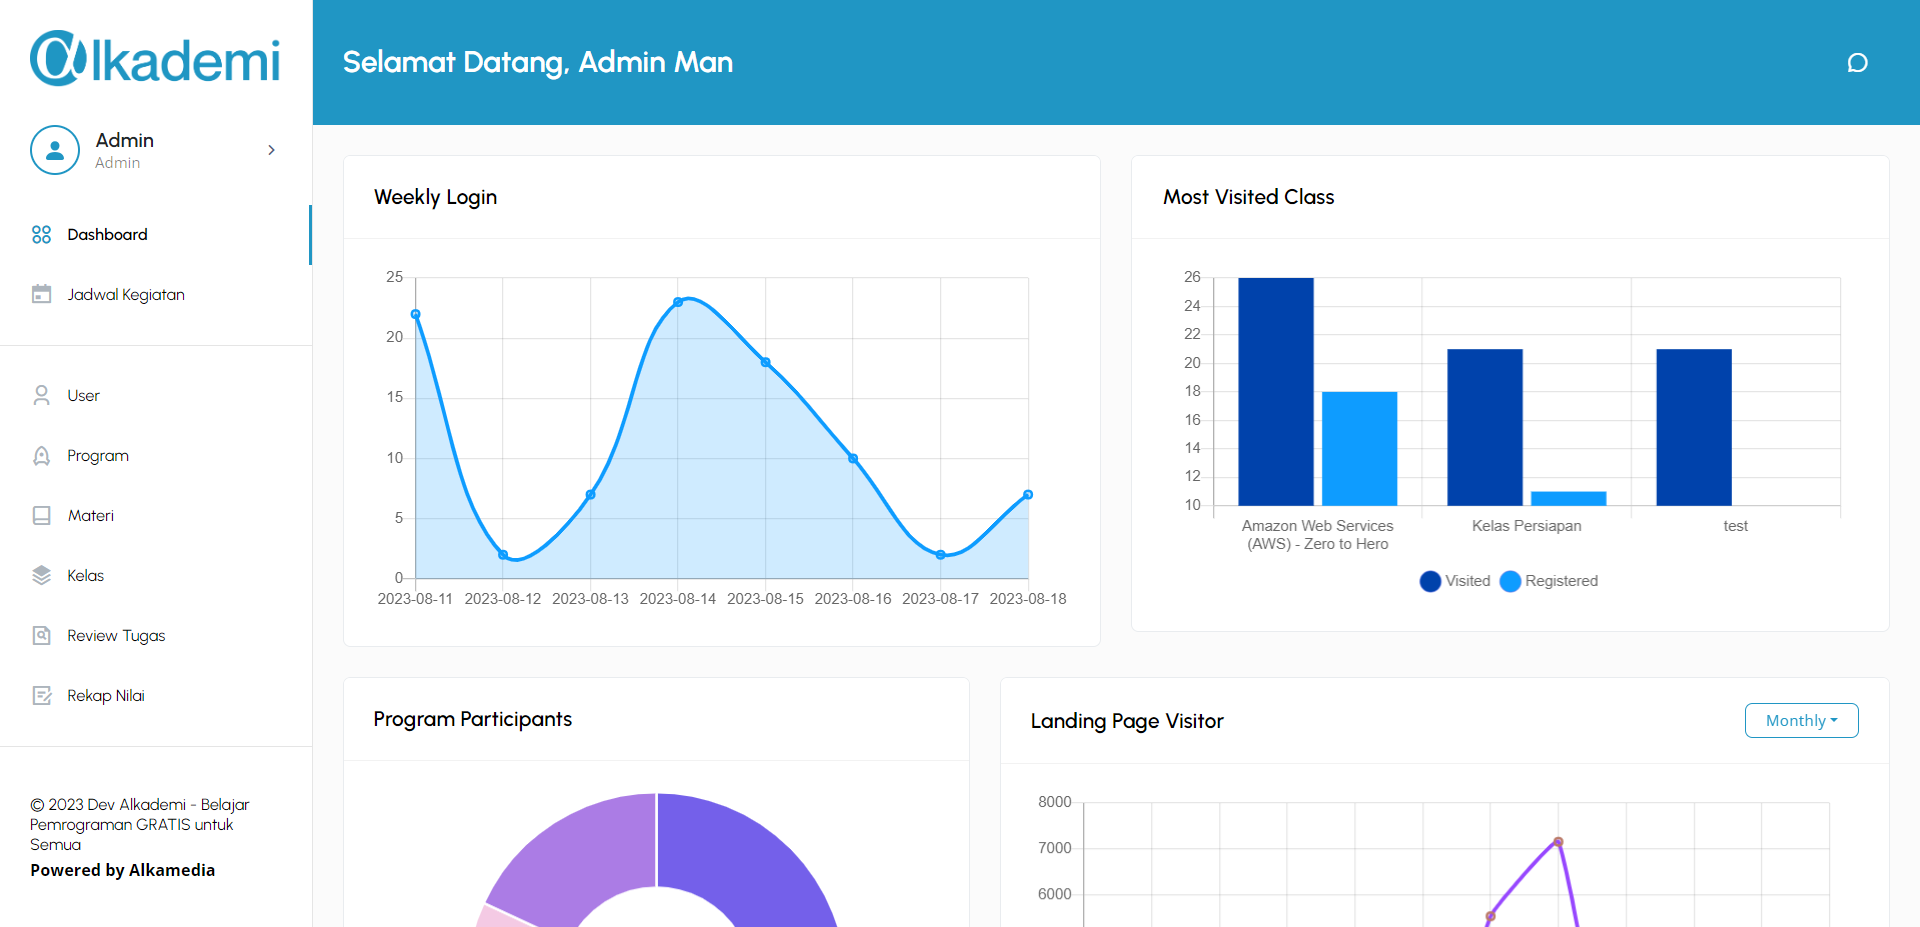 @lkademi
Admin
Admin
Dashboard
Jadwal Kegiatan
User
Program
Materi
Kelas
Review Tugas
Rekap Nilai
© 2023 Dev Alkademi - Belajar
Pemrograman GRATIS untuk
Semua
Powered by Alkamedia
Selamat Datang, Admin Man
Weekly Login
25
20
15
10
5
0
2023-08-11 2023-08-12 2023-08-13 2023-08-14 2023-08-15 2023-08-16 2023-08-17 2023-08-18
Most Visited Class
26
24
22
20
18
16
14
12
10
Amazon Web Services
(AWS) - Zero to Hero
Kelas Persiapan
test
Visited Registered
Program Participants
Landing Page Visitor
Monthly
8000
7000
6000